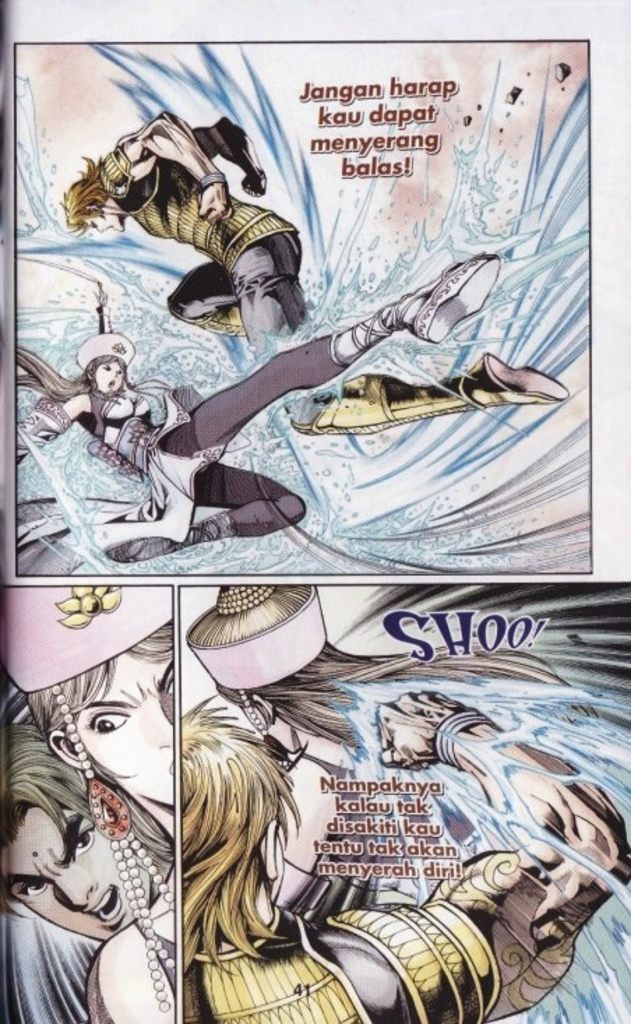 Jangan harap
kau dapat
menyerang
balas!
SHOO!
Nampaknya
kalau tak
disakiti kau
tentu tak akan
menyerah diri!
41